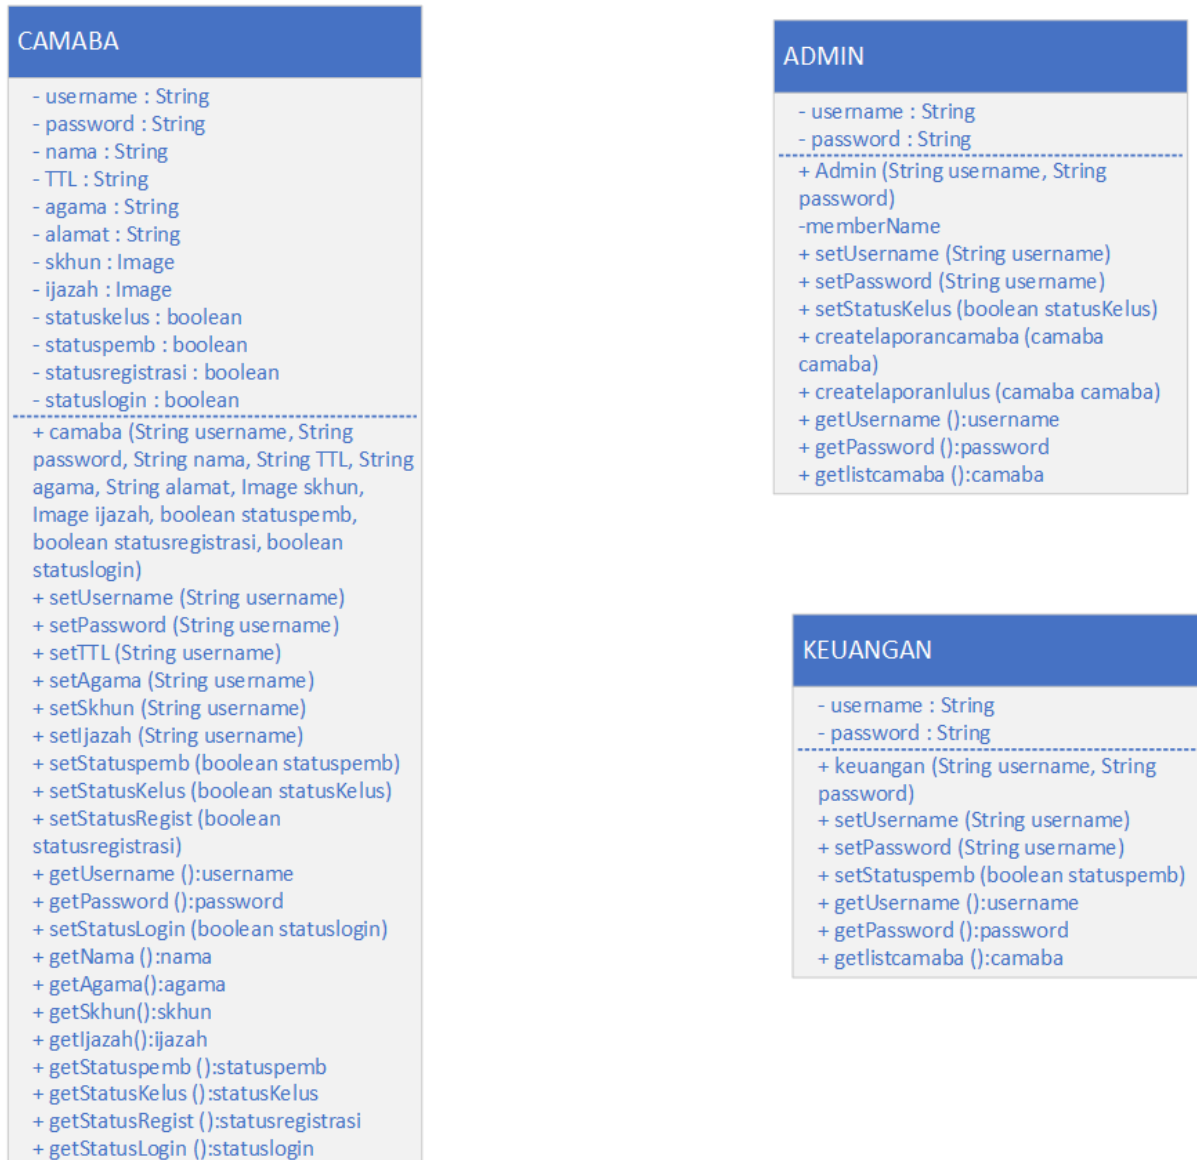 CAMABA
- username : String
- password : String
- nama : String
- TTL : String
- agama : String
- alamat : String
- skhun : Image
- ijazah : Image
- statuskelus : boolean
- statuspemb : boolean
- statusregistrasi : boolean
- statuslogin : boolean
+ camaba (String username, String
password, String nama, String TTL, String
agama, String alamat, Image skhun,
Image ijazah, boolean statuspemb,
boolean statusregistrasi, boolean
statuslogin)
+ setUsername (String username)
+ setPassword (String username)
+ setTTL (String username)
+ setAgama (String username)
+ setSkhun (String username)
+ setIjazah (String username)
+ setStatuspemb (boolean statuspemb)
+ setStatusKelus (boolean statusKelus)
+ setStatusRegist (boolean
statusregistrasi)
+ getUsername ():username
+ getPassword ():password
+ setStatusLogin (boolean statuslogin)
+ getNama ():nama
+ getAgama():agama
+ getSkhun():skhun
+ getIjazah():ijazah
+ getStatuspemb ():statuspemb
+ getStatusKelus ():statusKelus
+ getStatusRegist ():statusregistrasi
+ getStatusLogin ():statuslogin
ADMIN
- username : String
- password : String
+ Admin (String username, String
password)
-memberName
+ setUsername (String username)
+ setPassword (String username)
+ setStatusKelus (boolean statusKelus)
+ createlaporancamaba (camaba
camaba)
+ createlaporanlulus (camaba camaba)
+ getUsername ():username
+ getPassword ():password
+ getlistcamaba ():camaba
KEUANGAN
- username : String
- password : String
+ keuangan (String username, String
password)
+ setUsername (String username)
+ setPassword (String username)
+ setStatuspemb (boolean statuspemb)
+ getUsername ():username
+ getPassword ():password
+ getlistcamaba ():camaba